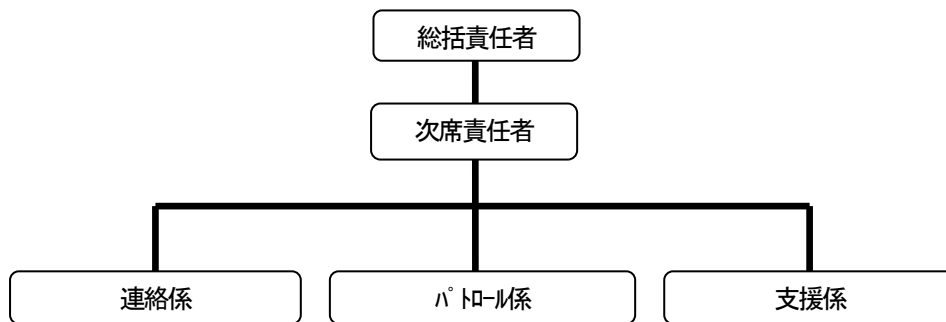 総括責任者
次席責任者
連絡係
ﾊﾟﾄﾛｰﾙ係
支援係